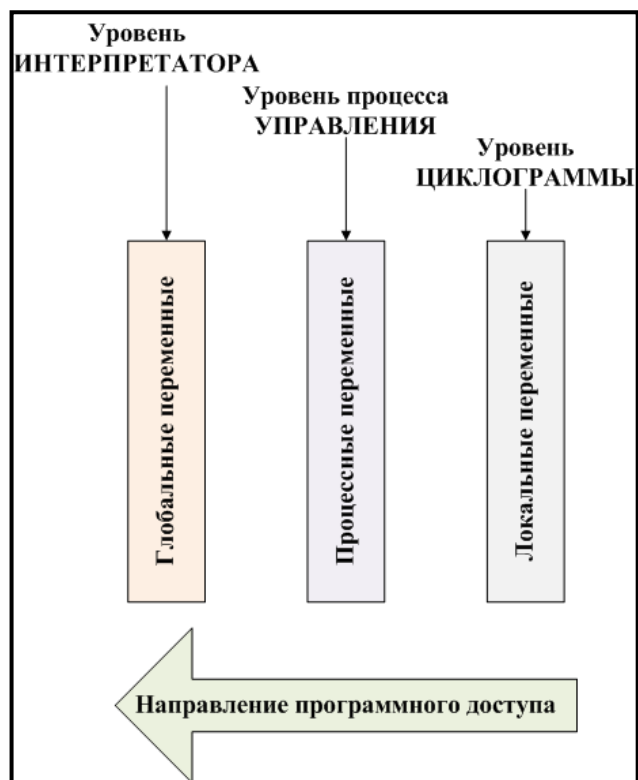 Уровень
ИНТЕРПРЕТАТОРА
Уровень процесса
УПРАВЛЕНИЯ
Уровень
ЦИКЛОГРАММЫ
Глобальные переменные
Процессные переменные
Локальные переменные
Направление программного доступа